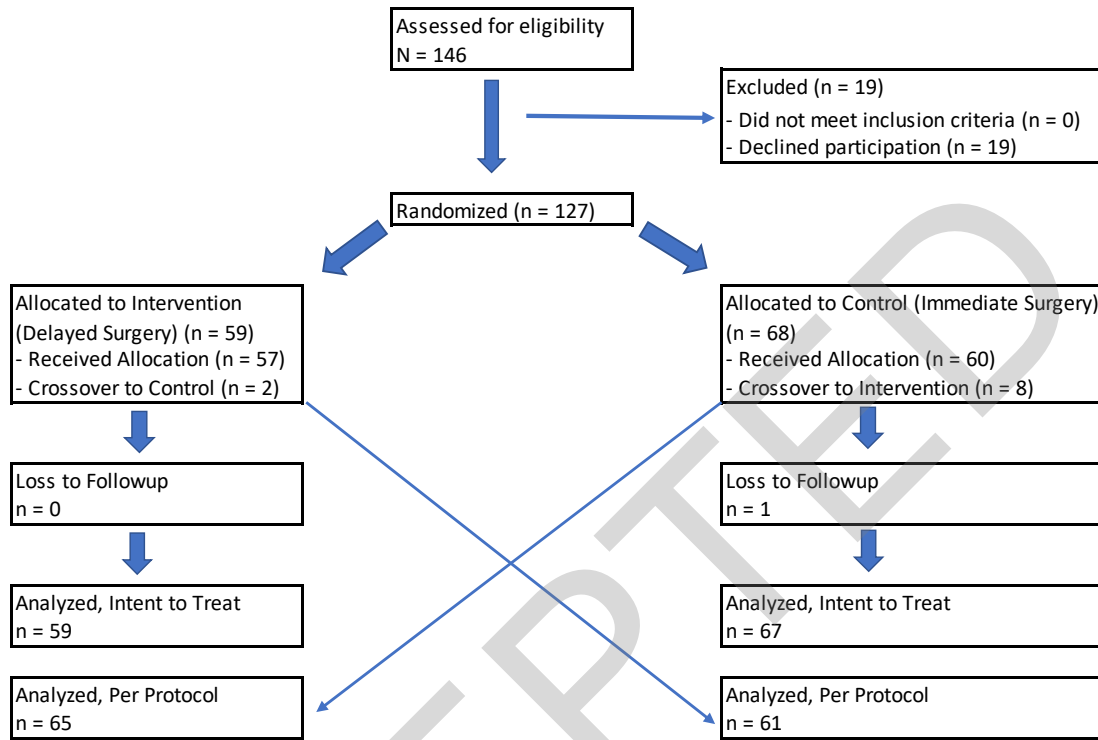 Assessed for eligibility
N = 146
Excluded (n = 19)
- Did not meet inclusion criteria (n = 0)
- Declined participation (n = 19)
Randomized (n = 127)
Allocated to Intervention
(Delayed Surgery) (n = 59)
- Received Allocation (n = 57)
- Crossover to Control (n = 2)
Allocated to Control (Immediate Surgery)
(n = 68)
- Received Allocation (n = 60)
- Crossover to Intervention (n = 8)
Loss to Followup
n = 0
Loss to Followup
n = 1
Analyzed, Intent to Treat
n = 59
Analyzed, Intent to Treat
n = 67
Analyzed, Per Protocol
n = 65
Analyzed, Per Protocol
n = 61
EPTED